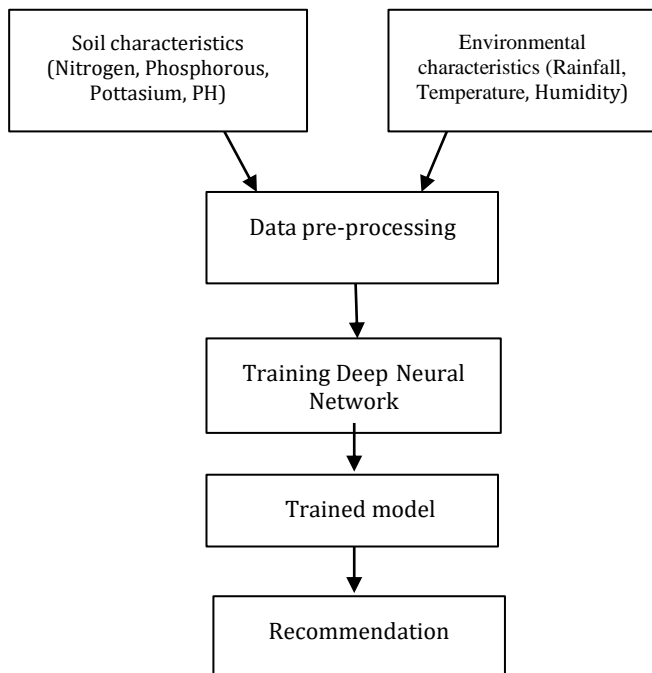 Soil characteristics
(Nitrogen, Phosphorous,
Pottasium, PH)
Environmental
characteristics (Rainfall,
Temperature, Humidity)
Data pre-processing
Training Deep Neural
Network
Trained model
Recommendation